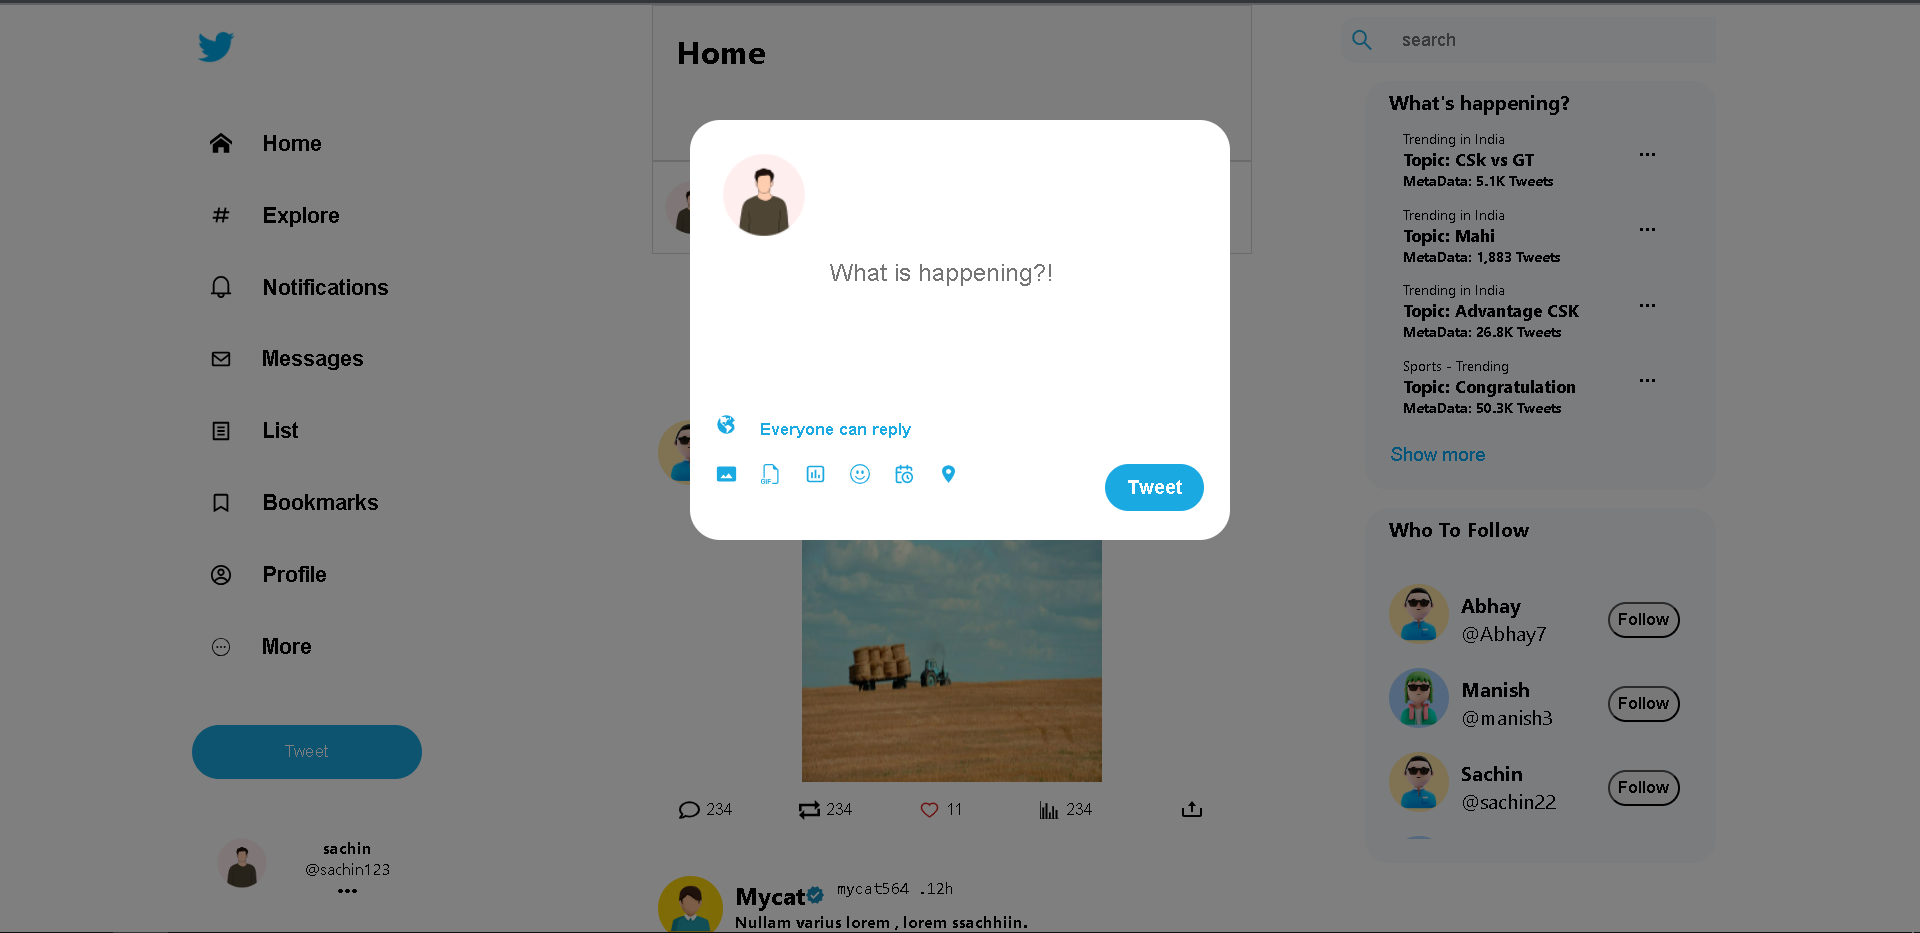 Home
Explore
Notifications
Messages
List
Bookmarks
Profile
More
Tweet
sachin
@sachin123
Home
What is happening?!
Everyone can reply
GIF
Tweet
234
234
11
234
Mycat mycat564 .12h
Nullam varius lorem , lorem ssachhiin.
search
What's happening?
Trending in India
Topic: CSk vs GT
MetaData: 5.1K Tweets
Trending in India
Topic: Mahi
MetaData: 1,883 Tweets
Trending in India
Topic: Advantage CSK
MetaData: 26.8K Tweets
Sports - Trending
Topic: Congratulation
MetaData: 50.3K Tweets
Show more
Who To Follow
Abhay
@Abhay7
Follow
Manish
@manish3
Follow
Sachin
@sachin22
Follow